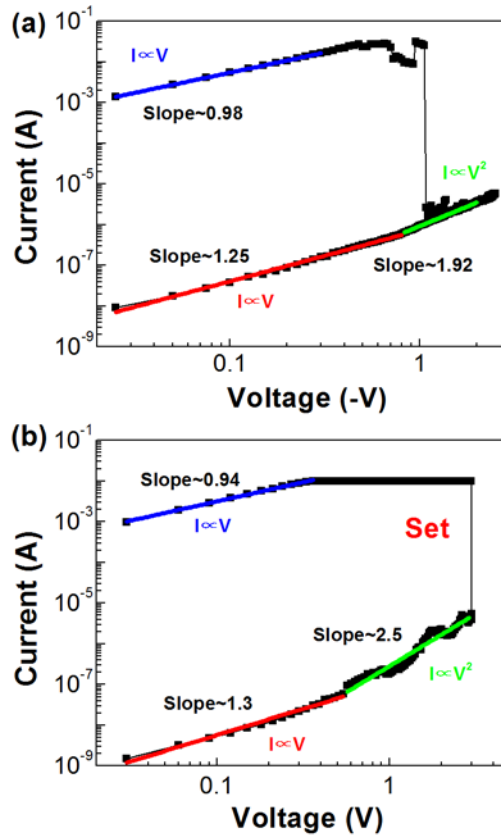 (a)
10⁻¹
10⁻³
10⁻⁵
10⁻⁷
10⁻⁹
Current (A)
I∝V
Slope~0.98
I∝V²
Slope~1.25
Slope~1.92
I∝V
0.1
1
Voltage (-V)
(b)
10⁻¹
10⁻³
10⁻⁵
10⁻⁷
10⁻⁹
Current (A)
Slope~0.94
I∝V
Set
Slope~2.5
I∝V²
Slope~1.3
I∝V
0.1
1
Voltage (V)